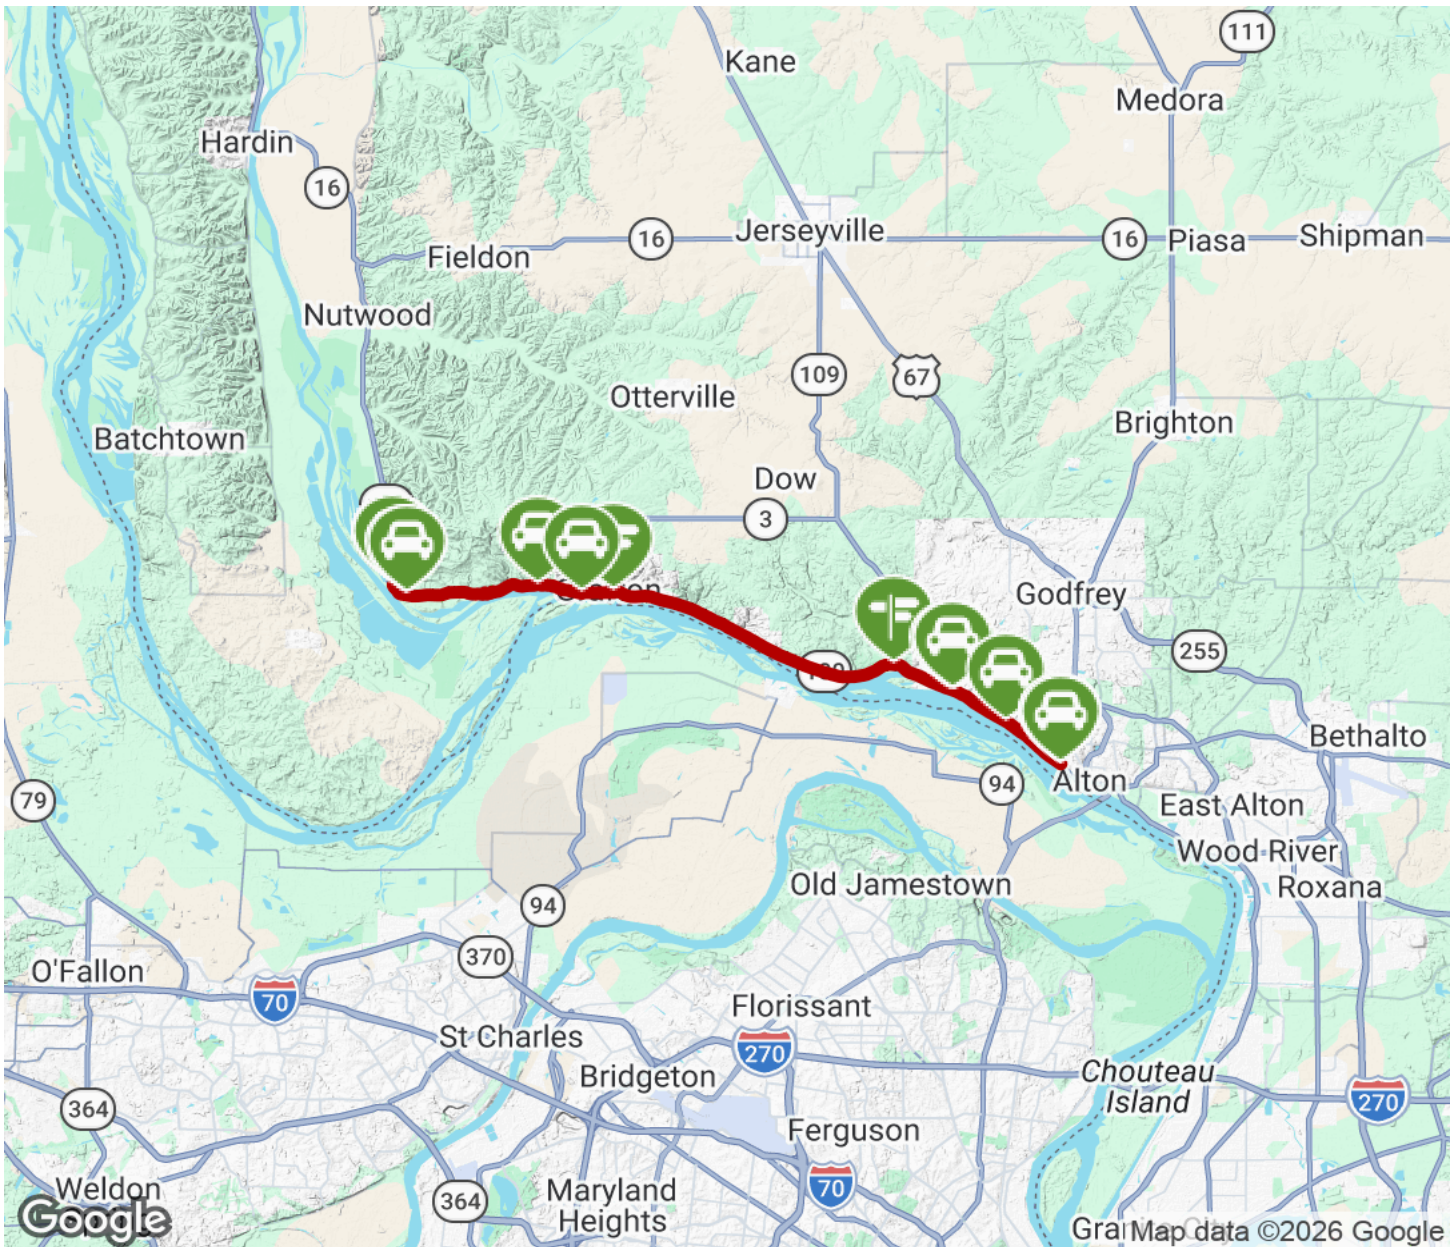 111
Kane
Medora
Hardin
16
Jerseyville
16
16
Piasa
Shipman
Fieldon
Nutwood
109
67
Otterville
Brighton
Batchtown
Dow
3
Godfrey
255
Bethalto
79
94
Alton
East Alton
Wood River
Roxana
Old Jamestown
94
370
O'Fallon
70
Florissant
St Charles
270
Bridgeton
Chouteau
Island
270
364
Ferguson
Weldon
364
Maryland
Heights
70
Google
Map data ©2026 Google